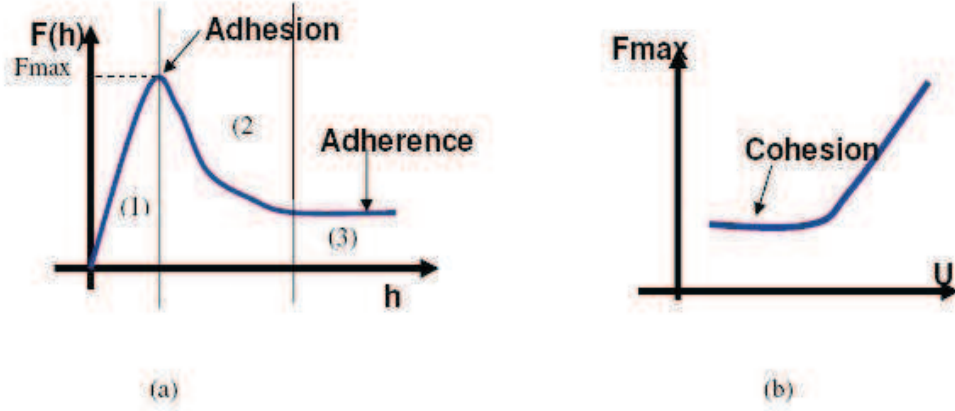 F(h)
Adhesion
Fmax
(2
Adherence
(1)
(3)
h
(a)
Fmax
Cohesion
U
(b)